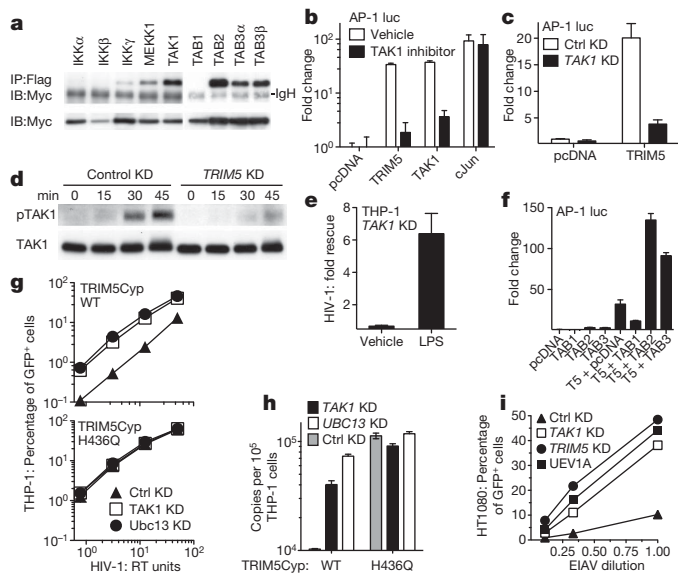 a
IKKα
IKKβ
IKKγ
MEKK1
TAK1
TAB1
TAB2
TAB3α
TAB3β
IP:Flag
IB:Myc
IgH
IB:Myc
b
AP-1 luc
Vehicle
TAK1 inhibitor
Fold change
10²
10¹
10⁰
pcDNA
TRIM5
TAK1
cJun
c
AP-1 luc
Ctrl KD
TAK1 KD
Fold change
20
15
10
5
pcDNA
TRIM5
d
Control KD
TRIM5 KD
min
0 15 30 45 0 15 30 45
pTAK1
TAK1
e
THP-1
TAK1 KD
HIV-1: fold rescue
8
6
4
2
0
Vehicle
LPS
f
AP-1 luc
Fold change
150
100
50
0
pcDNA
TAB1
TAB2
TAB3
T5 + pcDNA
T5 + TAB1
T5 + TAB2
T5 + TAB3
g
TRIM5Cyp
WT
10²
10¹
10⁰
10⁻¹
TRIM5Cyp
H436Q
10²
10¹
10⁰
10⁻¹
THP-1: Percentage of GFP⁺ cells
Ctrl KD
TAK1 KD
Ubc13 KD
10⁰ 10¹ 10²
HIV-1: RT units
h
TAK1 KD
UBC13 KD
Ctrl KD
Copies per 10⁵
THP-1 cells
10⁵
10⁴
TRIM5Cyp: WT H436Q
i
Ctrl KD
TAK1 KD
TRIM5 KD
UEV1A
HT1080: Percentage
of GFP⁺ cells
50
40
30
20
10
0
0.25 0.50 1.00
EIAV dilution